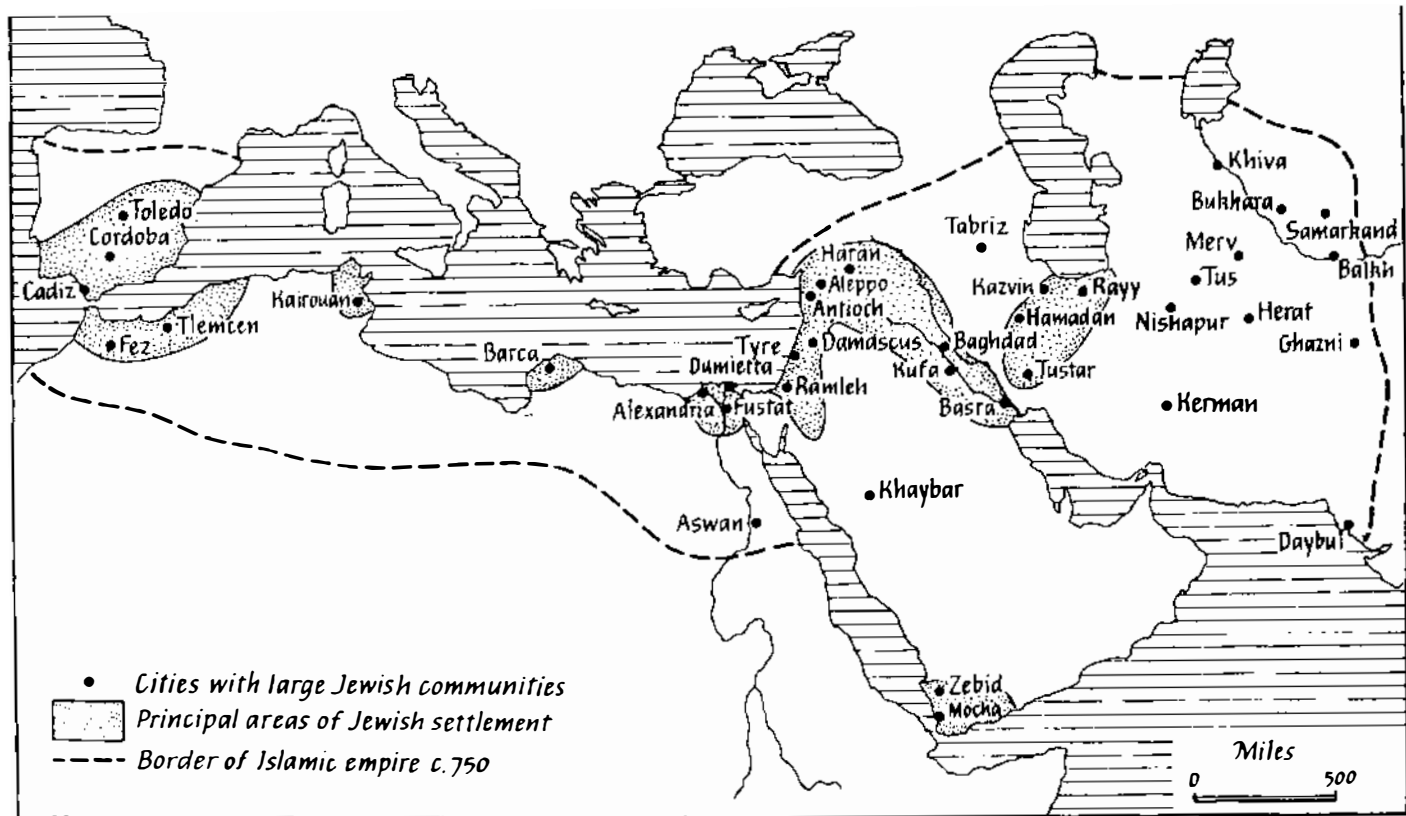 Khiva
Bukhara
Samarkand
Toledo
Tabriz
Cordoba
Merv
Haran
Balkh
Tus
Aleppo
Cadiz
Kazvin
Rayy
Kairouan
Antioch
Hamadan
Nishapur
Herat
Tlemcen
Fez
Damascus
Baghdad
Ghazni
Barca
Tyre
Dumietta
Kufa
Tustar
Ramleh
Alexandria
Fustat
Basra
Kerman
Khaybar
Aswan
Daybul
Zebid
Mocha
Cities with large Jewish communities
Principal areas of Jewish settlement
Border of Islamic empire c.750
Miles
0 500